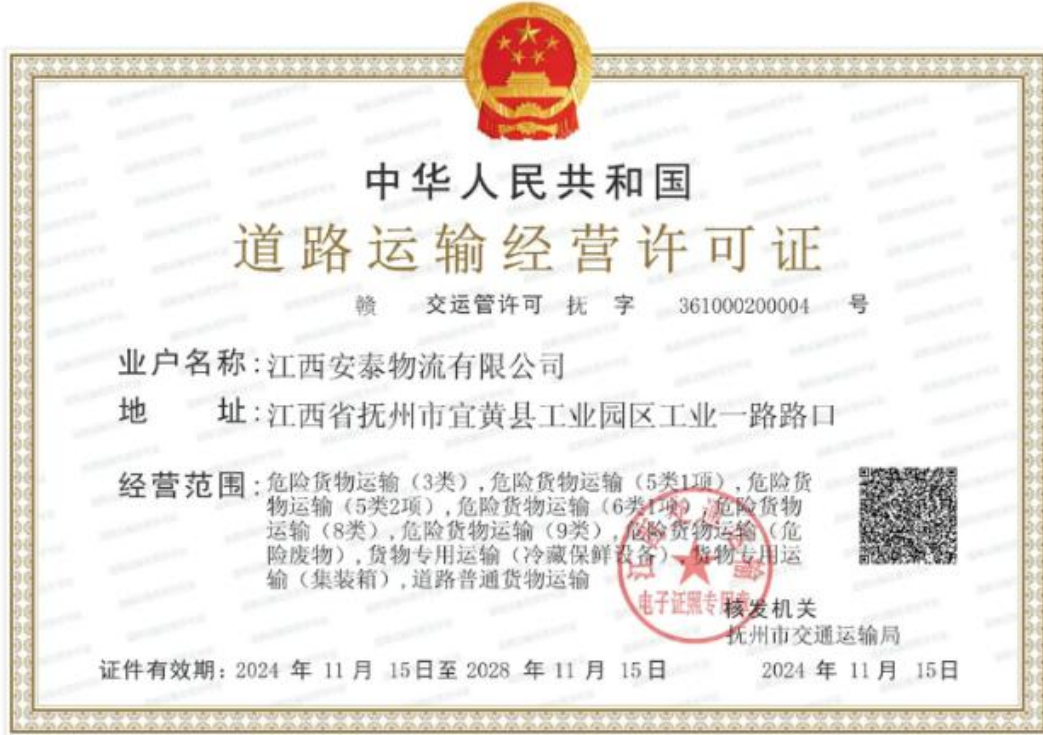 中华人民共和国
道路运输经营许可证
赣 交运管许可 抚 字 361000200004 号
业户名称：江西安泰物流有限公司
地 址：江西省抚州市宜黄县工业园区工业一路路口
经营范围：危险货物运输（3类）,危险货物运输（5类1项）,危险货
物运输（5类2项）,危险货物运输（6类1项）,危险货物
运输（8类）,危险货物运输（9类）,危险货物运输（危
险废物）,货物专用运输（冷藏保鲜设备）,货物专用运
输（集装箱）,道路普通货物运输
电子证照专用章
核发机关
抚州市交通运输局
证件有效期：2024 年 11 月 15日至 2028 年 11 月 15日 2024 年 11 月 15日